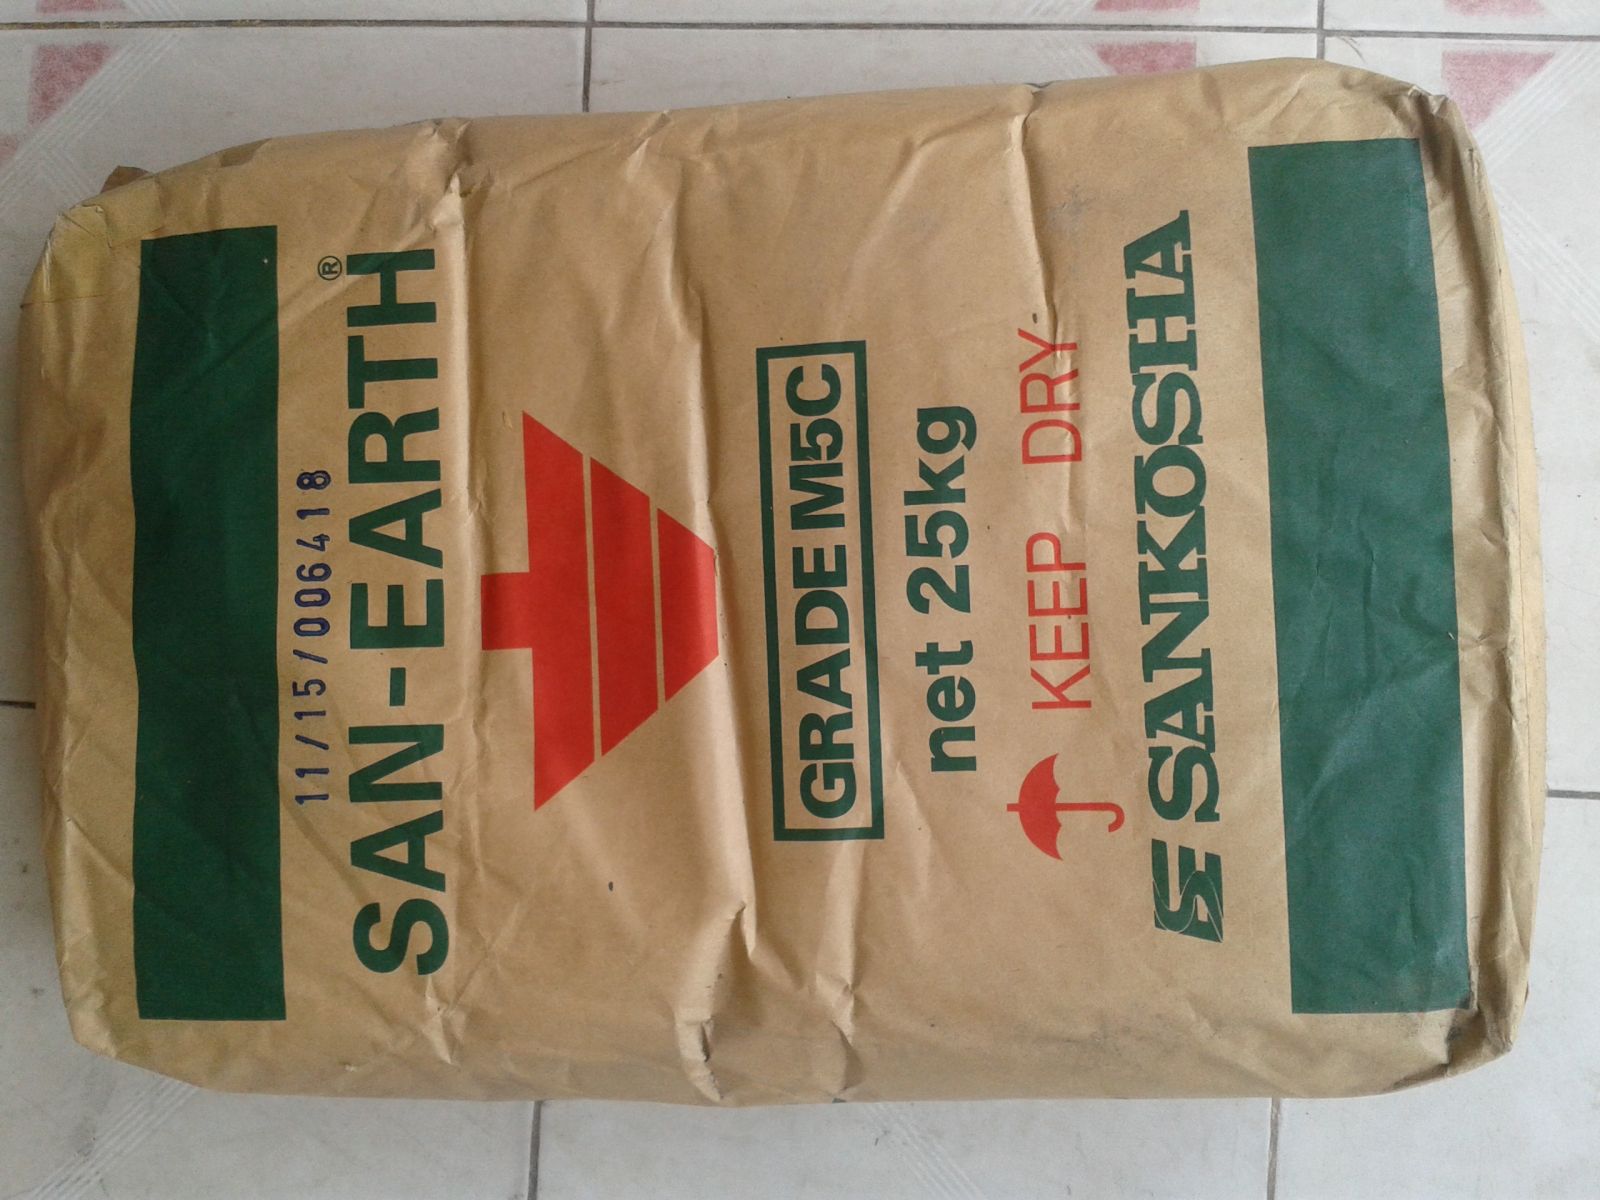 11/15/006418
SAN-EARTH®
GRADE M5C
net 25kg
KEEP DRY
SANKOSHA